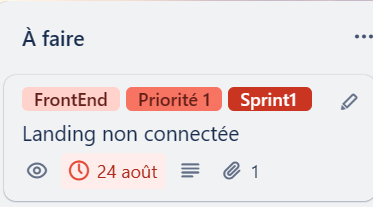 À faire
FrontEnd Priorité 1 Sprint1
Landing non connectée
24 août 1